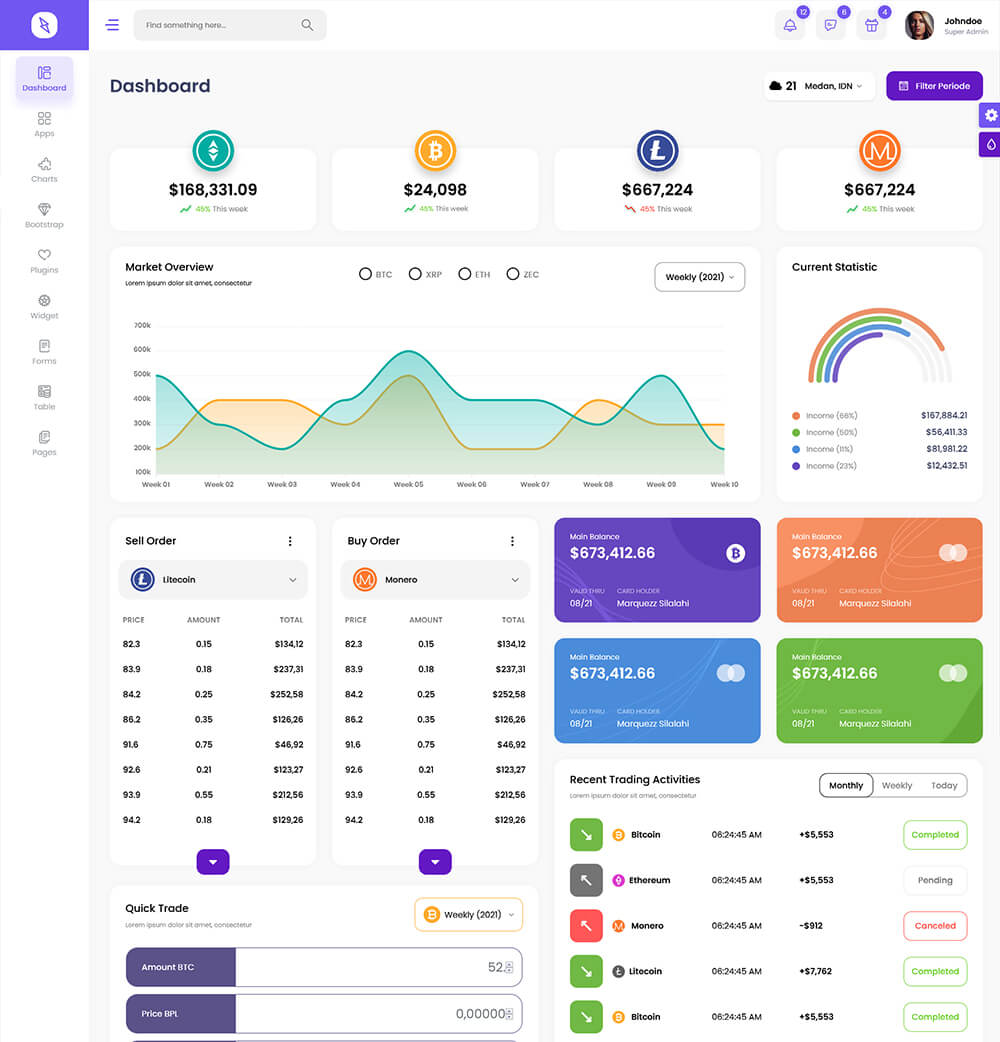 Find something here...
12
6
4
Johndoe
Super Admin
Dashboard
Apps
Charts
Bootstrap
Plugins
Widget
Forms
Table
Pages
Dashboard
21 Medan, IDN
Filter Periode
$168,331.09
45% This week
$24,098
45% This week
$667,224
45% This week
$667,224
45% This week
Market Overview
Lorem ipsum dolor sit amet, consectetur
BTC XRP ETH ZEC
Weekly (2021)
700k
600k
500k
400k
300k
200k
100k
Week 01 Week 02 Week 03 Week 04 Week 05 Week 06 Week 07 Week 08 Week 09 Week 10
Current Statistic
Income (66%) $167,884.21
Income (50%) $56,411.33
Income (11%) $81,981.22
Income (23%) $12,432.51
Sell Order
Litecoin
PRICE AMOUNT TOTAL
82.3 0.15 $134,12
83.9 0.18 $237,31
84.2 0.25 $252,58
86.2 0.35 $126,26
91.6 0.75 $46,92
92.6 0.21 $123,27
93.9 0.55 $212,56
94.2 0.18 $129,26
Buy Order
Monero
PRICE AMOUNT TOTAL
82.3 0.15 $134,12
83.9 0.18 $237,31
84.2 0.25 $252,58
86.2 0.35 $126,26
91.6 0.75 $46,92
92.6 0.21 $123,27
93.9 0.55 $212,56
94.2 0.18 $129,26
Main Balance
$673,412.66
VALID THRU CARD HOLDER
08/21 Marquezz Silalahi
Main Balance
$673,412.66
VALID THRU CARD HOLDER
08/21 Marquezz Silalahi
Main Balance
$673,412.66
VALID THRU CARD HOLDER
08/21 Marquezz Silalahi
Main Balance
$673,412.66
VALID THRU CARD HOLDER
08/21 Marquezz Silalahi
Quick Trade
Lorem ipsum dolor sit amet, consectetur
Weekly (2021)
Amount BTC 52.
Price BPL 0,00000
Recent Trading Activities
Lorem ipsum dolor sit amet, consectetur
Monthly Weekly Today
Bitcoin 06:24:45 AM +$5,553 Completed
Ethereum 06:24:45 AM +$5,553 Pending
Monero 06:24:45 AM -$912 Canceled
Litecoin 06:24:45 AM +$7,762 Completed
Bitcoin 06:24:45 AM +$5,553 Completed